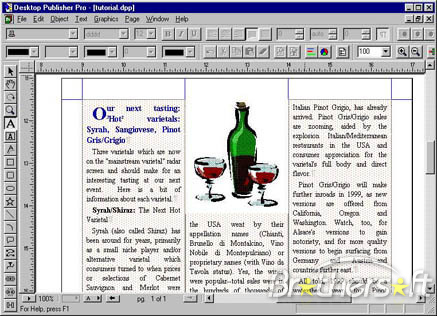 Desktop Publisher Pro - [tutorial.dpp]
File Edit Object Text Graphics Page Window Help
dddd
12
B I U
0
auto
0
100
Our next tasting:
'Hot' varietals:
Syrah, Sangiovese, Pinot
Gris/Grigio
Three varietals which are now
on the "mainstream varietal" radar
screen and should make for an
interesting tasting at our next
event. Here is a bit of
information about each varietal.
Syrah/Shiraz: The New Hot
Varietal
Syrah (also called Shiraz) has
been around for years, primarily
as a small niche player and/or
alternative varietal which
consumers turned to when prices
or selections of Cabernet
Sauvignon and Merlot were
the USA went by their
appellation names (Chianti,
Brunello di Montalcino, Vino
Nobile di Montepulciano) or
proprietary names (with Vino da
Tavola status). Yes, the wines
were popular--total sales were in
the hundreds of thousands of
Italian Pinot Grigio, has already
arrived. Pinot Gris/Grigio sales
are zooming, aided by the
explosion. Italian/Mediterranean
restaurants in the USA and
consumer appreciation for the
varietal's full body and direct
flavor.
Pinot Gris/Grigio will make
further inroads in 1999, as new
versions are offered from
California, Oregon and
Washington. Watch, too, for
Alsace's versions to gain
notoriety, and for more quality
versions to begin surfacing from
Germany and Austria and
countries further east.
All told, 1999 should be
100%
A
pg. 1 of 1
For Help, press F1
Brothersoft